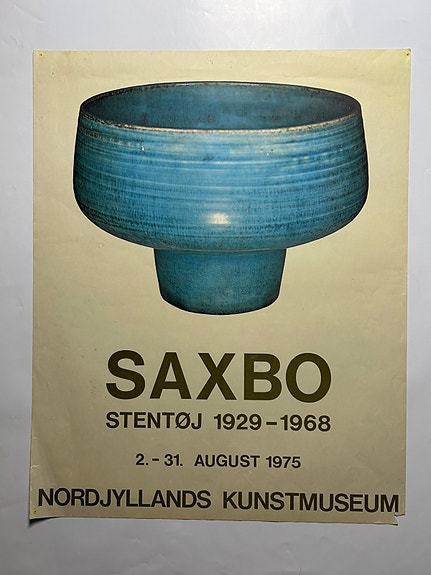 SAXBO
STENTØJ 1929-1968
2.-31. AUGUST 1975
NORDJYLLANDS KUNSTMUSEUM